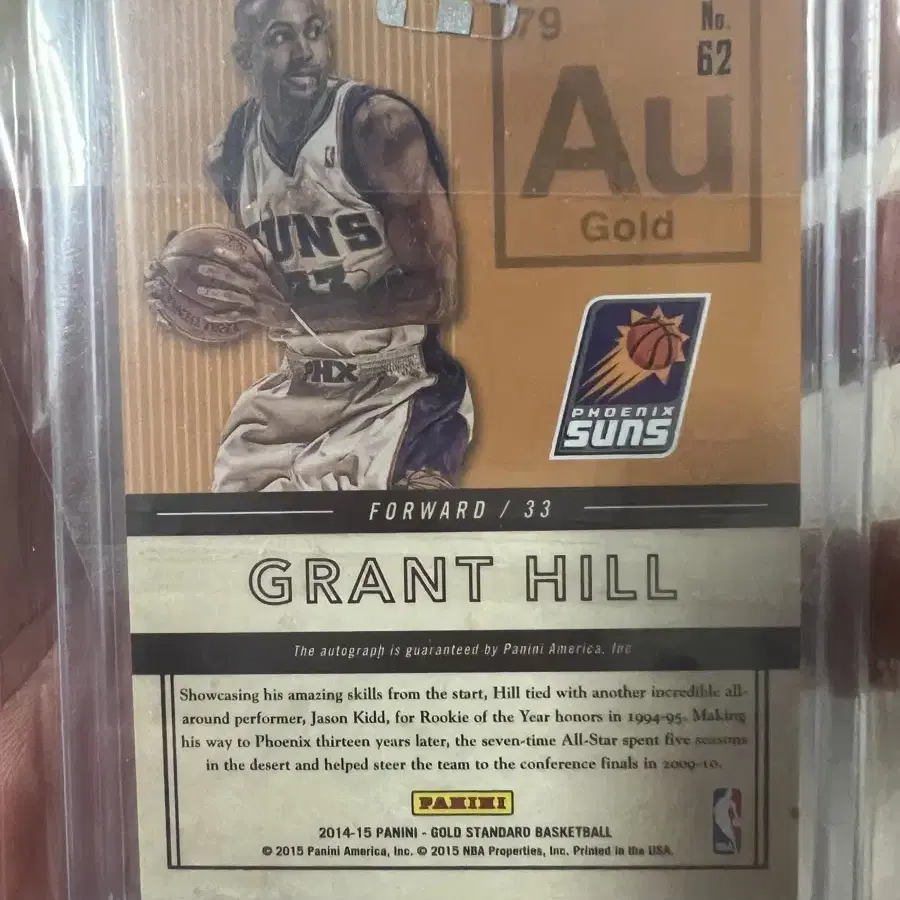 79
No.
62
Au
Gold
SUNS
33
PHX
PHOENIX
SUNS
FORWARD / 33
GRANT HILL
The autograph is guaranteed by Panini America, Inc
Showcasing his amazing skills from the start, Hill tied with another incredible all-
around performer, Jason Kidd, for Rookie of the Year honors in 1994-95. Making
his way to Phoenix thirteen years later, the seven-time All-Star spent five seasons
in the desert and helped steer the team to the conference finals in 2009-10.
PANINI
2014-15 PANINI - GOLD STANDARD BASKETBALL
© 2015 Panini America, Inc. © 2015 NBA Properties, Inc. Printed in the USA.